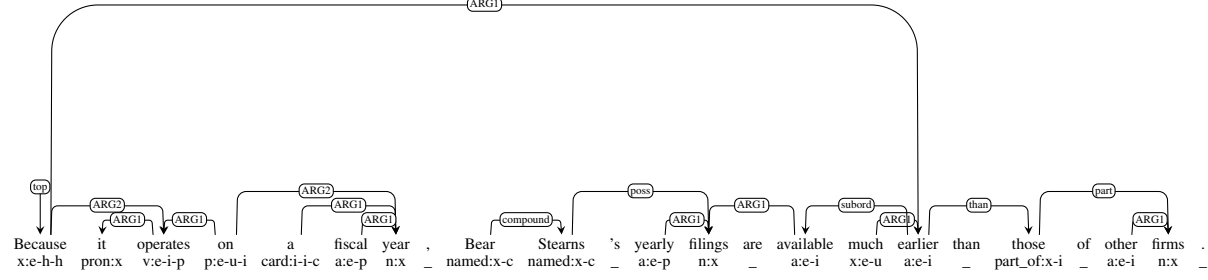 ARG1
top ARG2 poss part
ARG2 ARG1 ARG1 subord than
ARG1 ARG1 ARG1 compound ARG1 ARG1 ARG1
Because it operates on a fiscal year , Bear Stearns 's yearly filings are available much earlier than those of other firms .
x:e-h-h pron:x v:e-i-p p:e-u-i card:i-i-c a:e-p n:x _ named:x-c named:x-c _ a:e-p n:x _ a:e-i x:e-u a:e-i _ part_of:x-i _ a:e-i n:x _